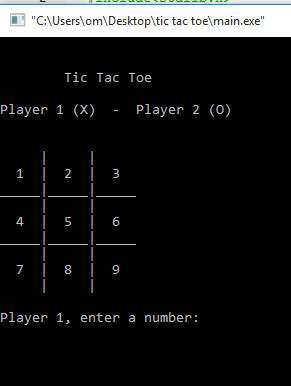 "C:\Users\om\Desktop\tic tac toe\main.exe"
Tic Tac Toe
Player 1 (X)  -  Player 2 (O)
     |     |
  1  |  2  |  3
_____|_____|_____
     |     |
  4  |  5  |  6
_____|_____|_____
     |     |
  7  |  8  |  9
     |     |
Player 1, enter a number: